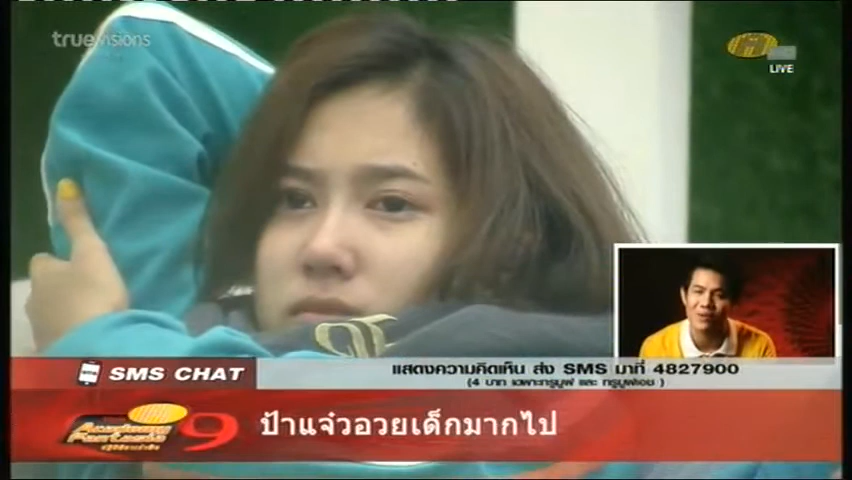 truevisions
LIVE
SMS CHAT
แสดงความคิดเห็น ส่ง SMS มาที่ 4827900
(4 บาท เฉพาะทรูมูฟ และ ทรูมูฟเอช)
Academy
Fantasia
9
ป้าแจ๋วอวยเด็กมากไป